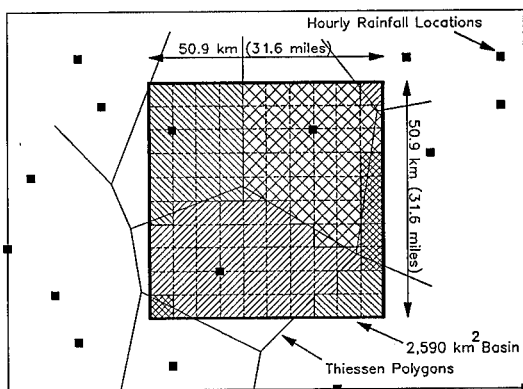 Hourly Rainfall Locations
50.9 km (31.6 miles)
50.9 km (31.6 miles)
2,590 km² Basin
Thiessen Polygons